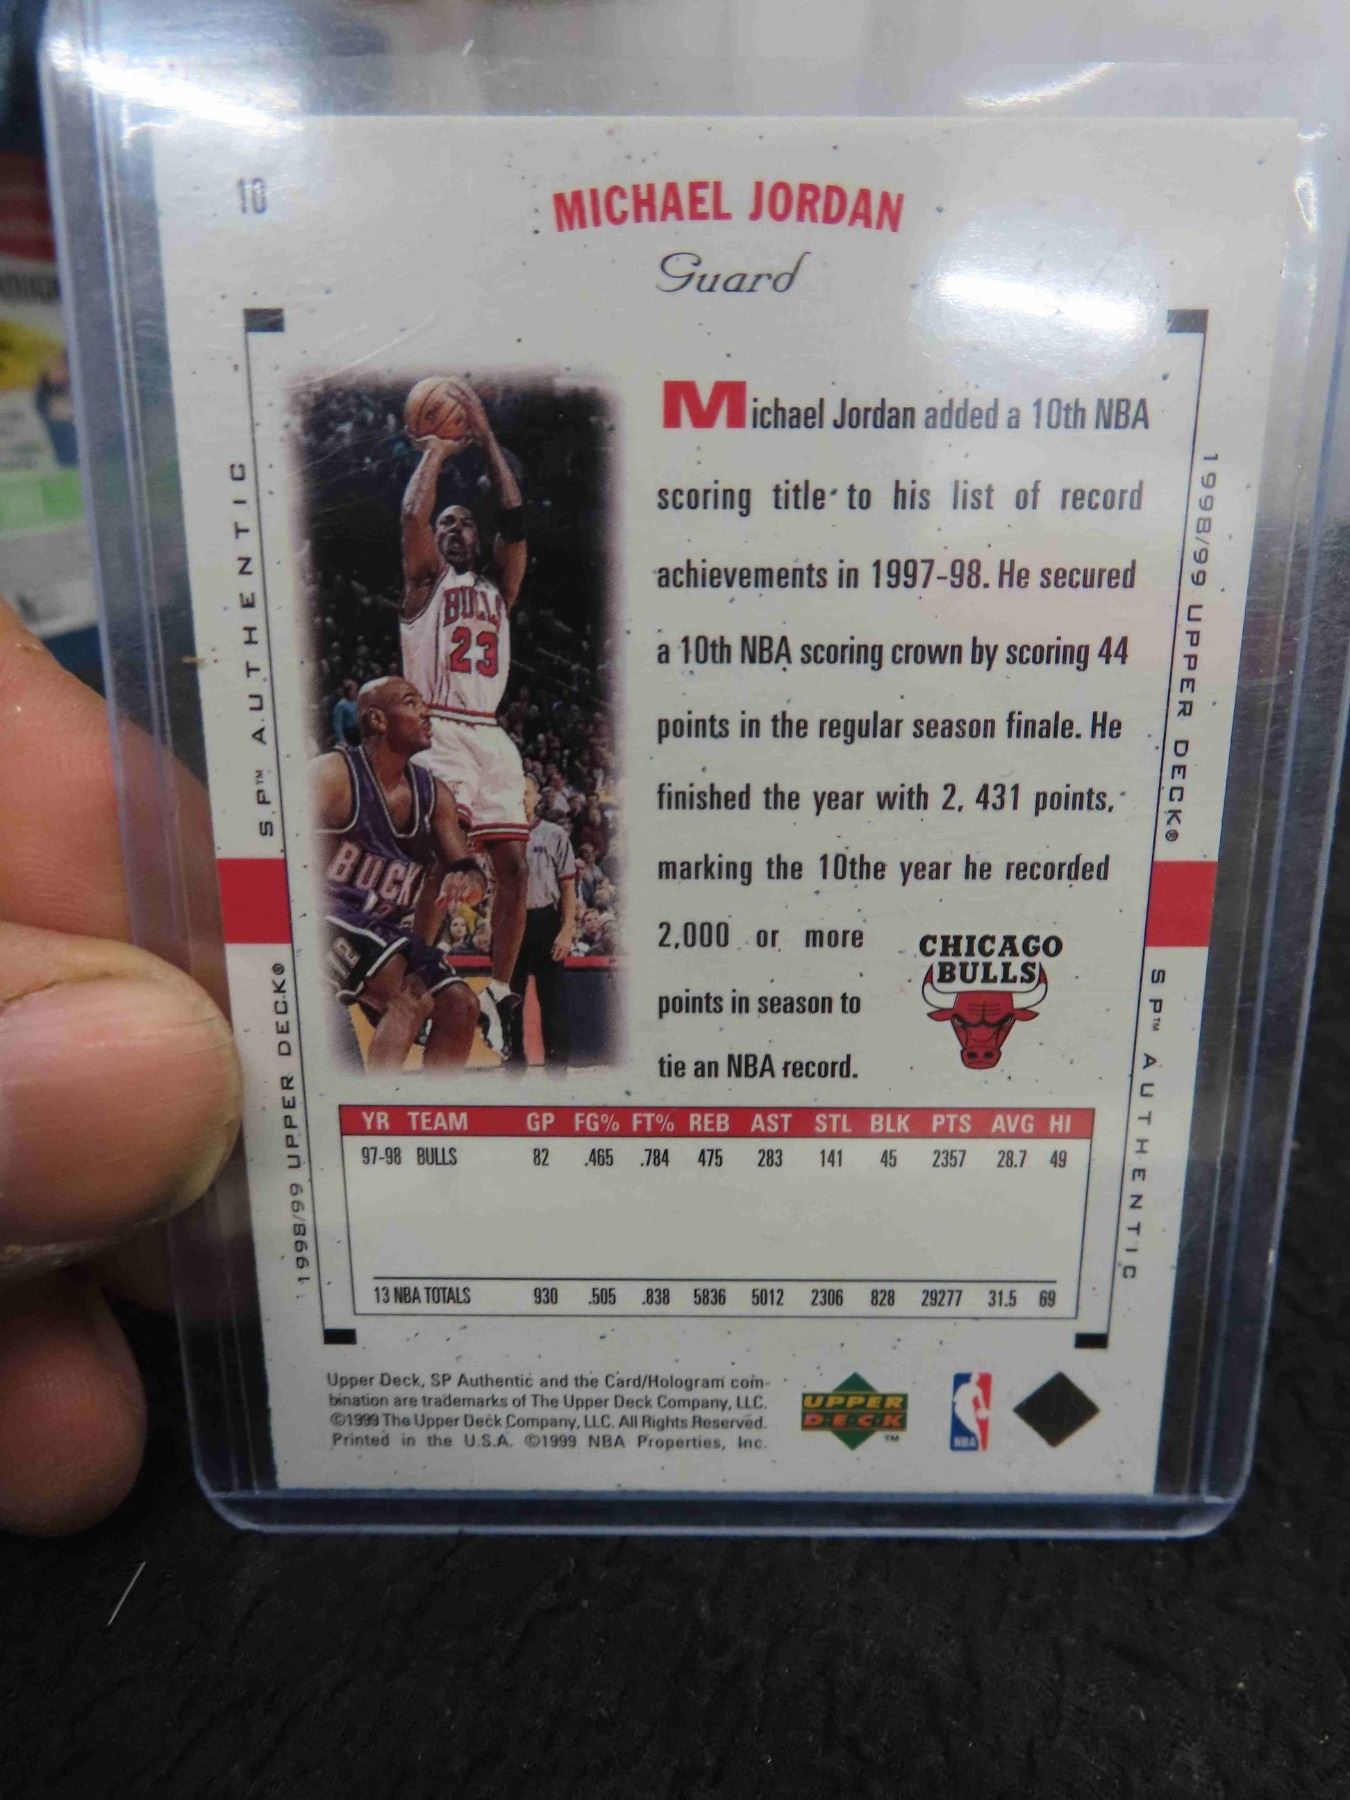 10
MICHAEL JORDAN
Guard
Michael Jordan added a 10th NBA
scoring title to his list of record
achievements in 1997-98. He secured
a 10th NBA scoring crown by scoring 44
points in the regular season finale. He
finished the year with 2, 431 points,
marking the 10the year he recorded
2,000 or more
points in season to
tie an NBA record.
CHICAGO
BULLS
BULLS
23
BUCK
SP™ AUTHENTIC
1998/99 UPPER DECK®
1998/99 UPPER DECK®
SP™ AUTHENTIC
YR TEAM GP FG% FT% REB AST STL BLK PTS AVG HI
97-98 BULLS 82 .465 .784 475 283 141 45 2357 28.7 49
13 NBA TOTALS 930 .505 .838 5836 5012 2306 828 29277 31.5 69
Upper Deck, SP Authentic and the Card/Hologram com-
bination are trademarks of The Upper Deck Company, LLC.
©1999 The Upper Deck Company, LLC. All Rights Reserved.
Printed in the U.S.A. ©1999 NBA Properties, Inc.
UPPER
DECK™
NBA